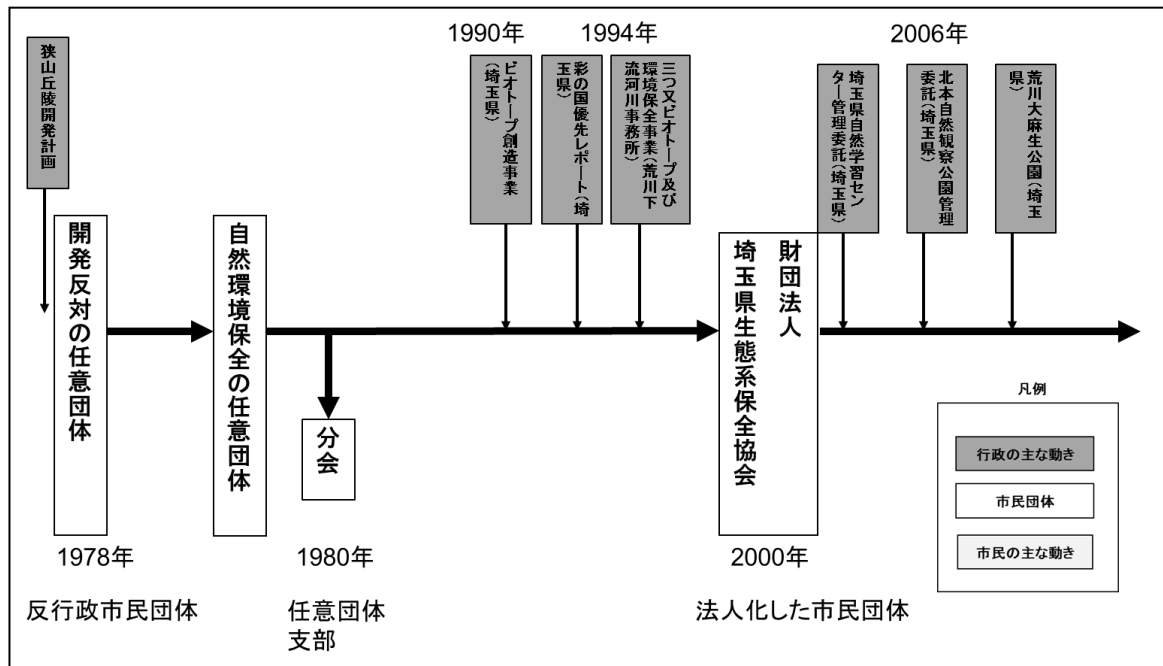 1990年
1994年
2006年
狭山丘陵開発計画
ビオトープ創造事業
(埼玉県)
彩の国優先レポート(埼
玉県)
三つ又ビオトープ及び
環境保全事業(荒川下
流河川事務所)
埼玉県自然学習セン
ター管理委託(埼玉県)
北本自然観察公園管理
委託(埼玉県)
荒川大麻生公園(埼玉
県)
開発反対の任意団体
自然環境保全の任意団体
分会
財団法人
埼玉県生態系保全協会
凡例
行政の主な動き
市民団体
市民の主な動き
1978年
1980年
2000年
反行政市民団体
任意団体
支部
法人化した市民団体